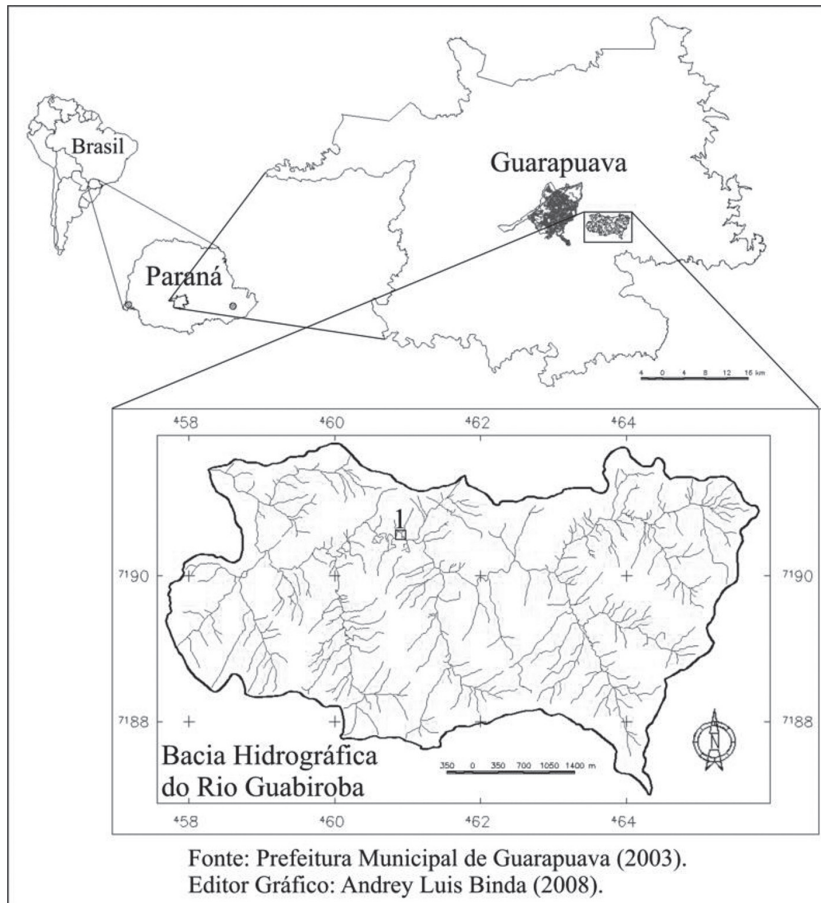 Brasil
Guarapuava
Paraná
4 0 4 8 12 16 km
458 460 462 464
1
7190 7190
7188 7188
Bacia Hidrográfica
do Rio Guabiroba
350 0 350 700 1050 1400 m
N
458 460 462 464
Fonte: Prefeitura Municipal de Guarapuava (2003).
Editor Gráfico: Andrey Luis Binda (2008).